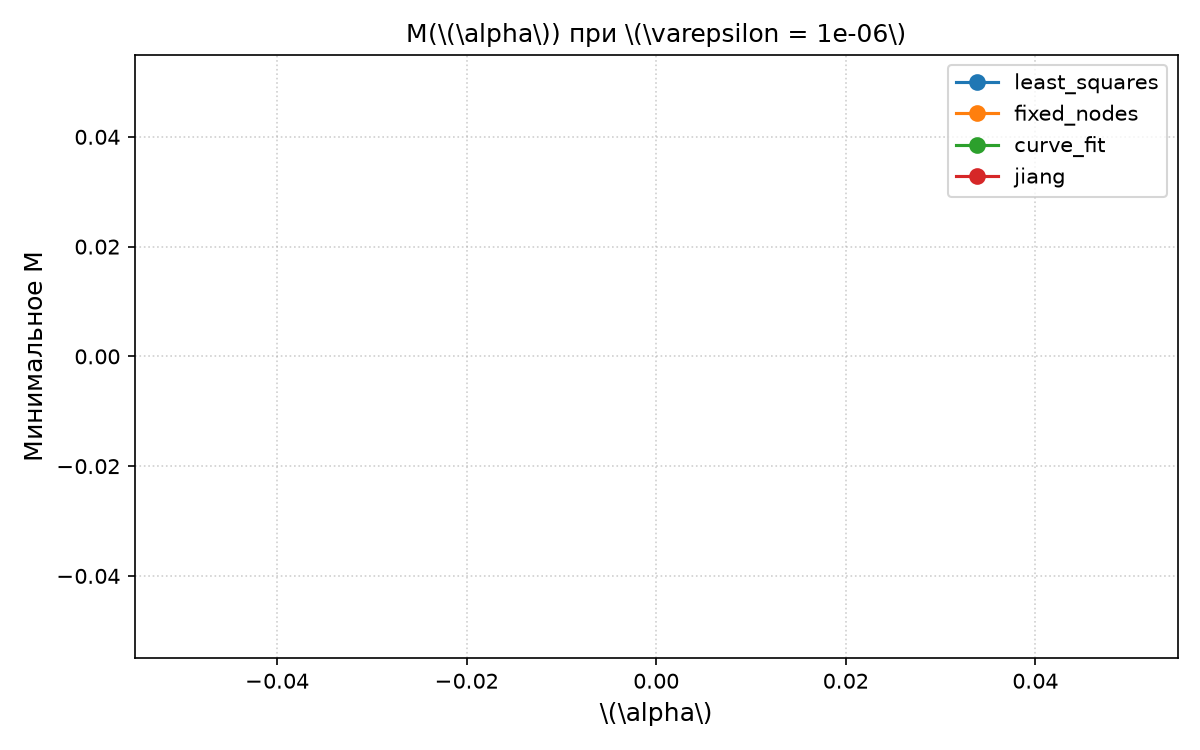 M(\(\alpha\)) при \(\varepsilon = 1e-06\)
least_squares
fixed_nodes
curve_fit
jiang
Минимальное M
0.04
0.02
0.00
−0.02
−0.04
−0.04
−0.02
0.00
0.02
0.04
\(\alpha\)